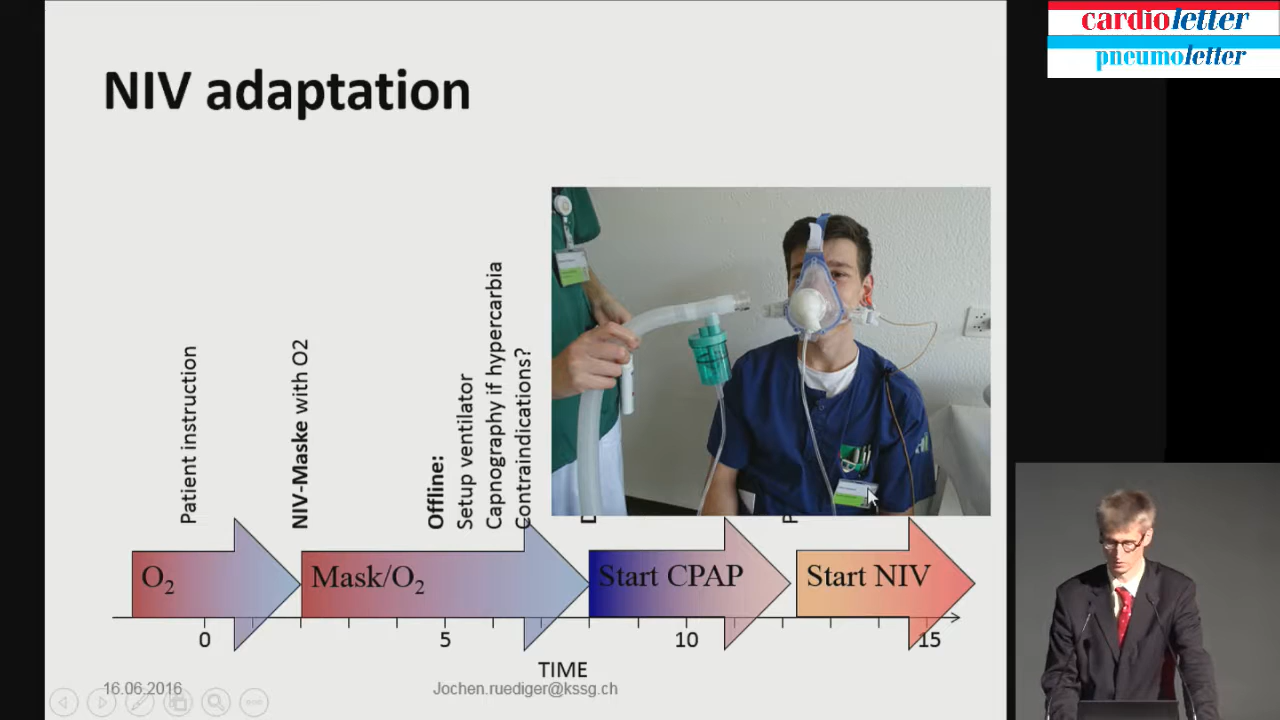 cardioletter
pneumoletter
NIV adaptation
Patient instruction
NIV-Maske with O2
Offline:
Setup ventilator
Capnography if hypercarbia
Contraindications?
O2
Mask/O2
Start CPAP
Start NIV
0
5
10
15
TIME
16.06.2016
Jochen.ruediger@kssg.ch